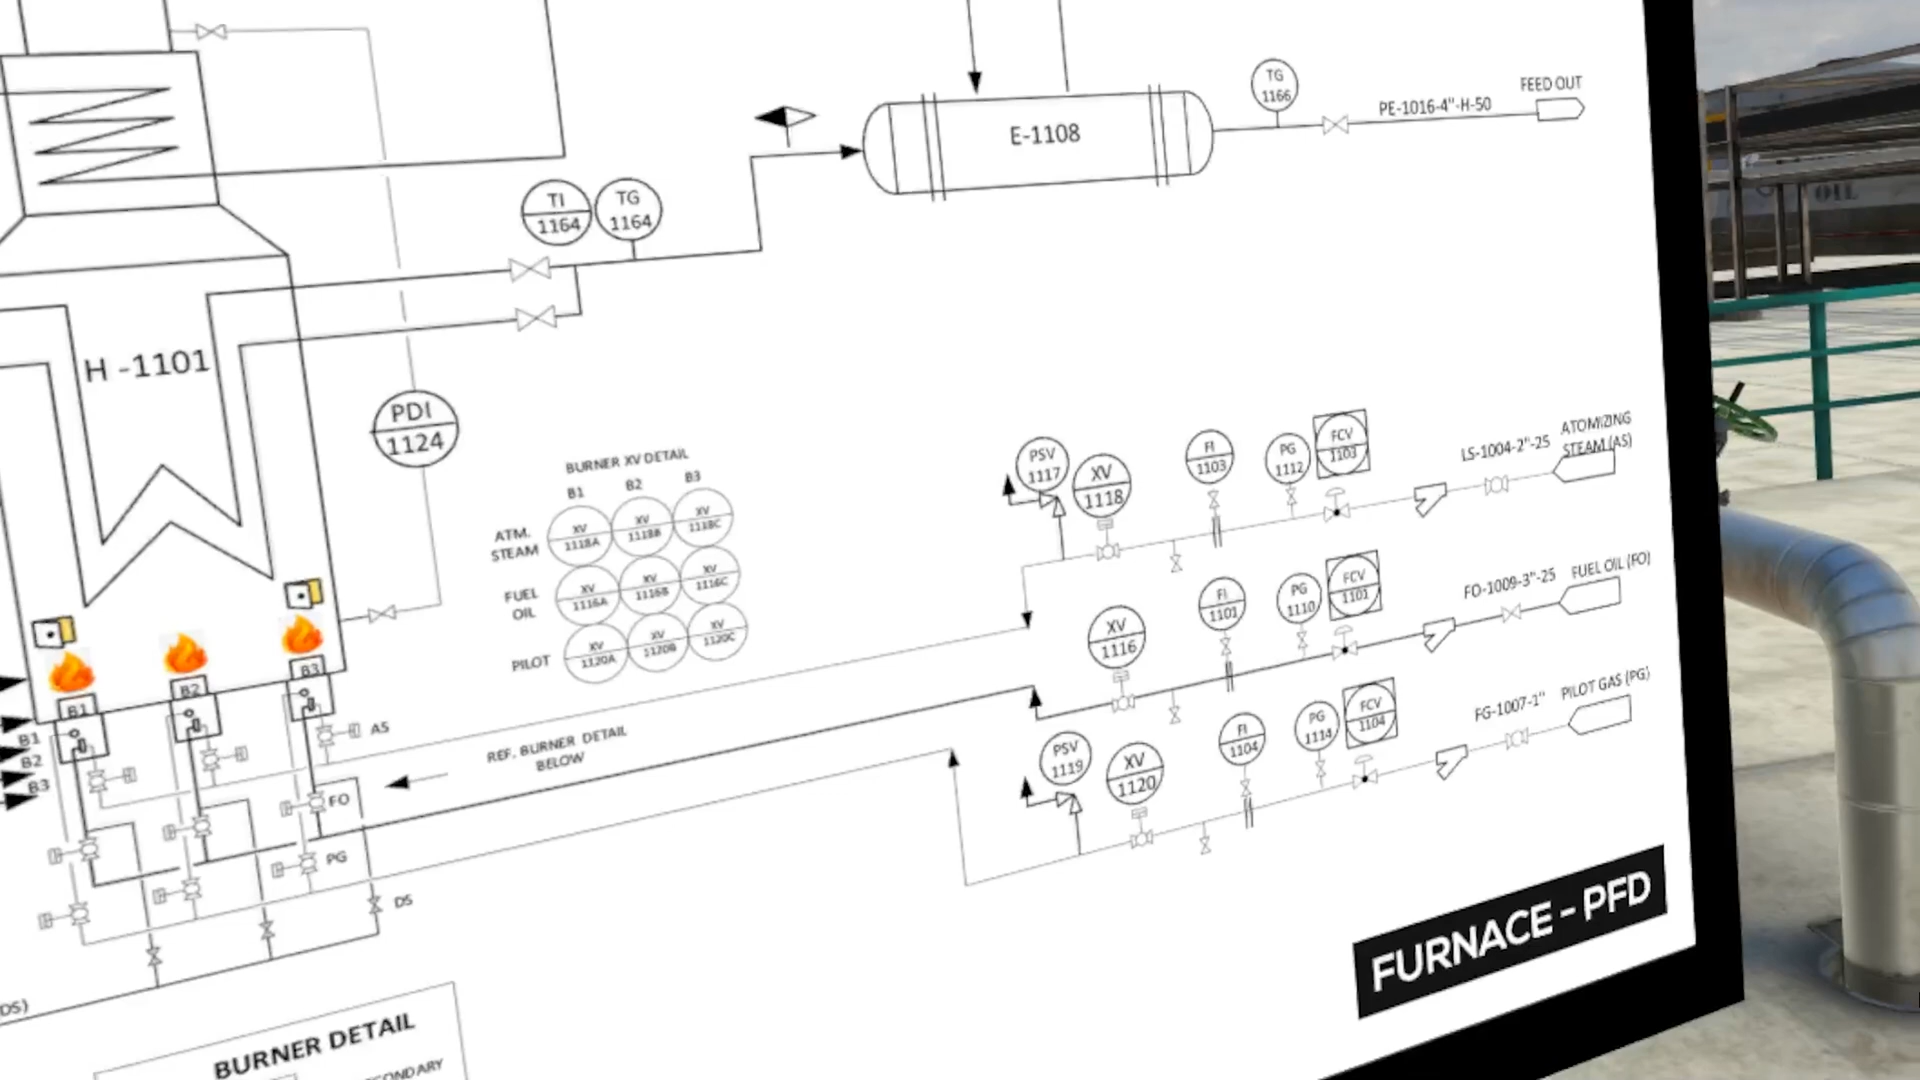 FEED OUT
TG
1166
PE-1016-4"-H-50
E-1108
TI
1164
TG
1164
OIL
H -1101
PDI
1124
ATOMIZING
STEAM (AS)
LS-1004-2"-25
FCV
1103
PG
1112
FI
1103
PSV
1117
XV
1118
BURNER XV DETAIL
B1
B2
B3
ATM.
STEAM
XV
1118A
XV
1118B
XV
1118C
FUEL
OIL
XV
1116A
XV
1116B
XV
1116C
PILOT
XV
1120A
XV
1120B
XV
1120C
FUEL OIL (FO)
FO-1009-3"-25
FCV
1101
PG
1110
FI
1101
XV
1116
PILOT GAS (PG)
FG-1007-1"
FCV
1104
PG
1114
FI
1104
PSV
1119
XV
1120
B1
B2
B3
B1
B2
B3
AS
REF. BURNER DETAIL
BELOW
FO
PG
DS
DS)
FURNACE - PFD
BURNER DETAIL